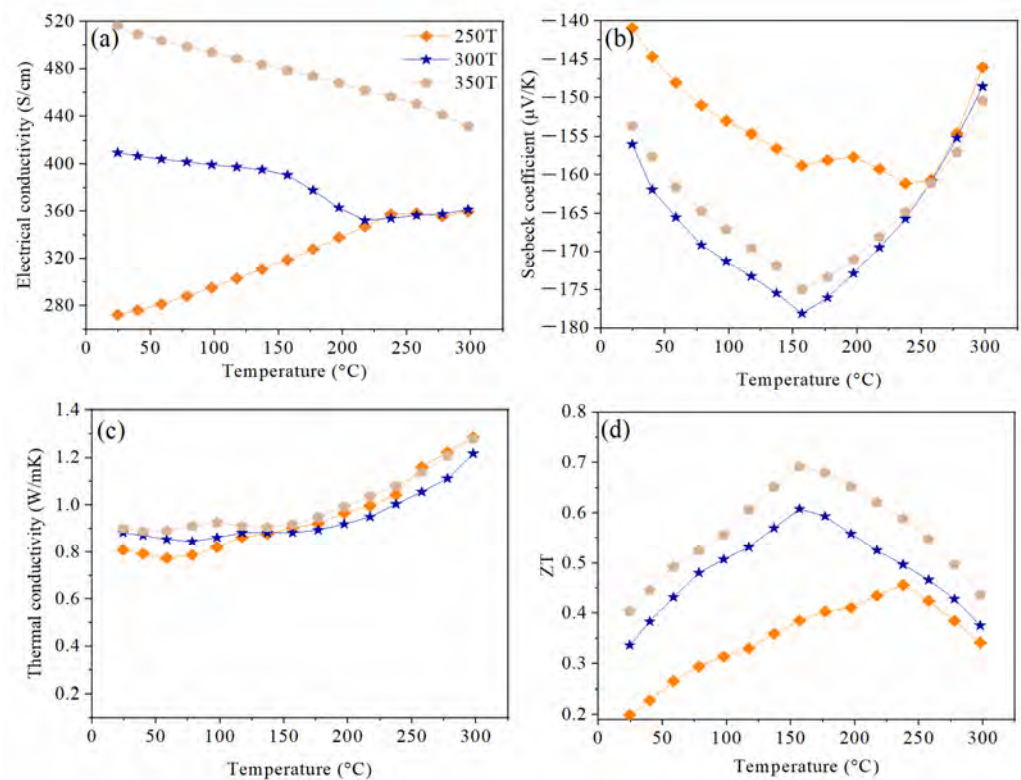 (a)
250T
300T
350T
520
480
440
400
360
320
280
Electrical conductivity (S/cm)
0 50 100 150 200 250 300
Temperature (°C)
(b)
−140
−145
−150
−155
−160
−165
−170
−175
−180
Seebeck coefficient (μV/K)
0 50 100 150 200 250 300
Temperature (°C)
(c)
1.4
1.2
1.0
0.8
0.6
0.4
0.2
Thermal conductivity (W/mK)
0 50 100 150 200 250 300
Temperature (°C)
(d)
0.8
0.7
0.6
0.5
0.4
0.3
0.2
ZT
0 50 100 150 200 250 300
Temperature (°C)